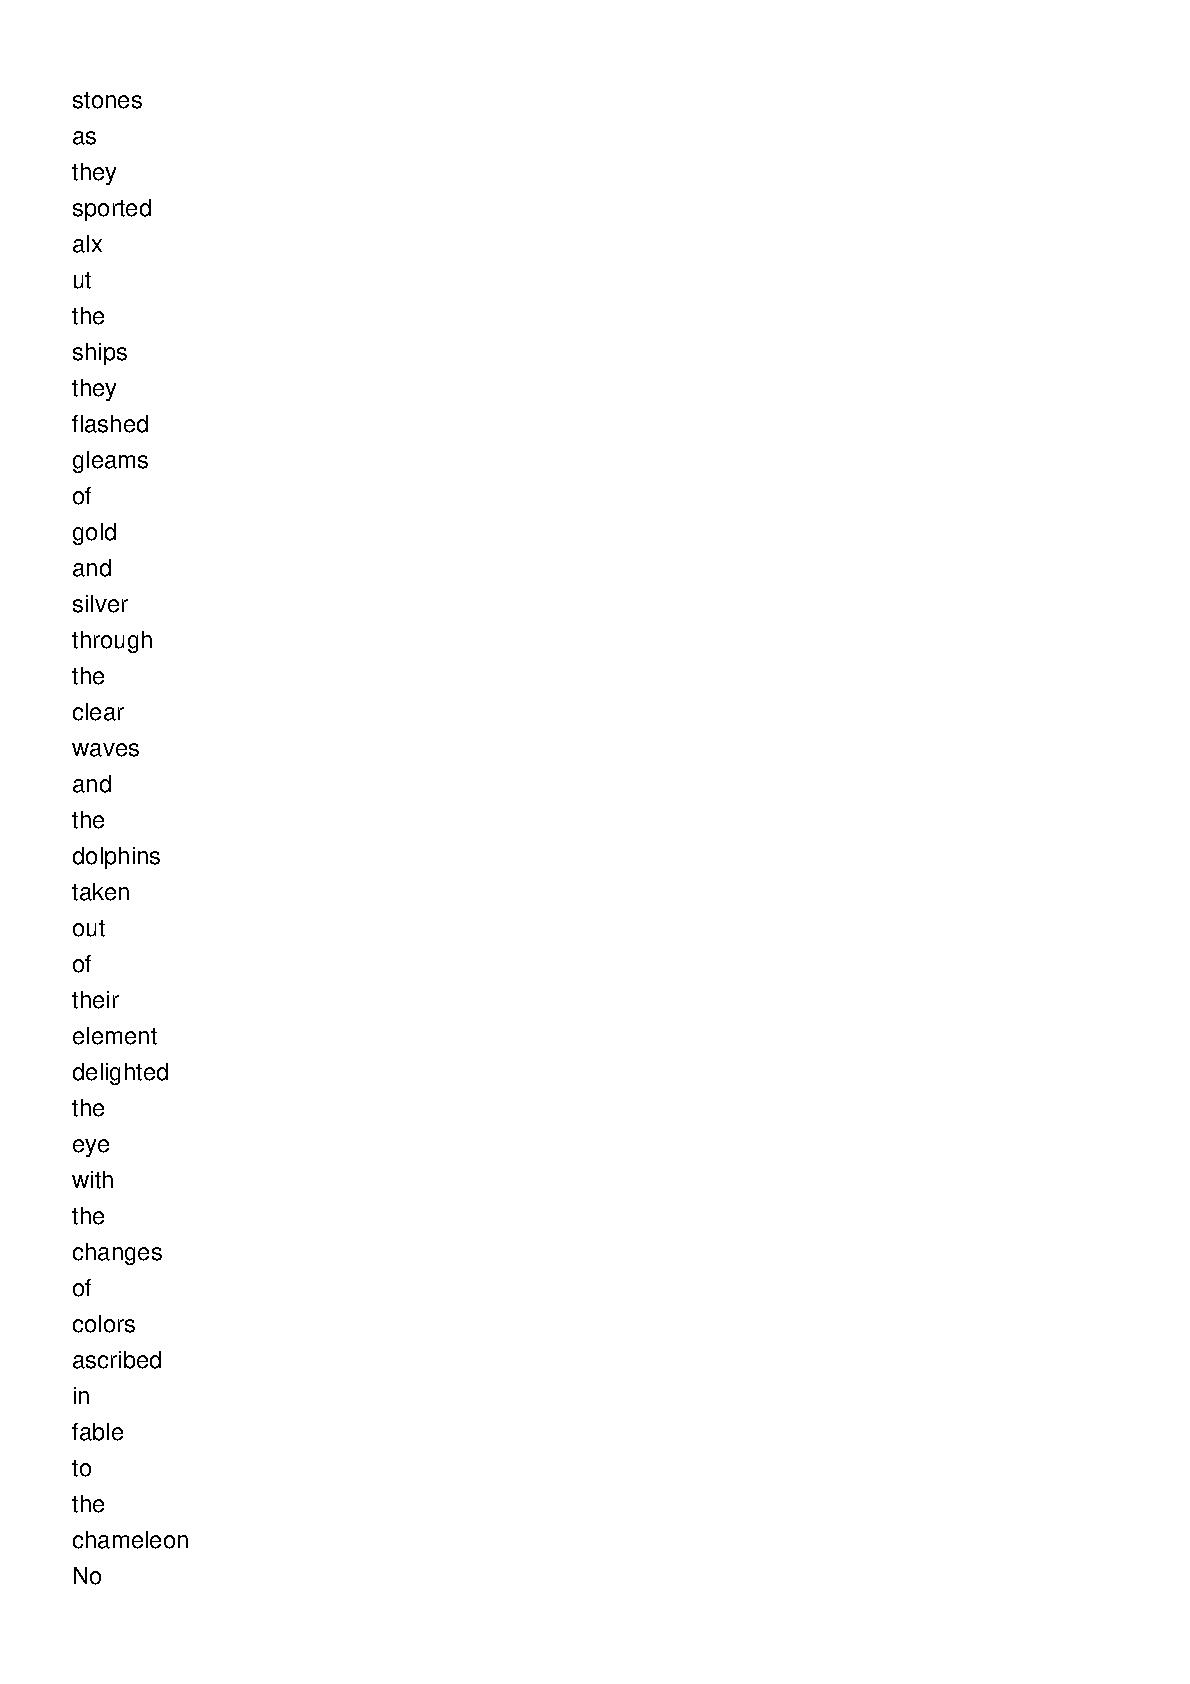 stones
as
they
sported
alx
ut
the
ships
they
flashed
gleams
of
gold
and
silver
through
the
clear
waves
and
the
dolphins
taken
out
of
their
element
delighted
the
eye
with
the
changes
of
colors
ascribed
in
fable
to
the
chameleon
No